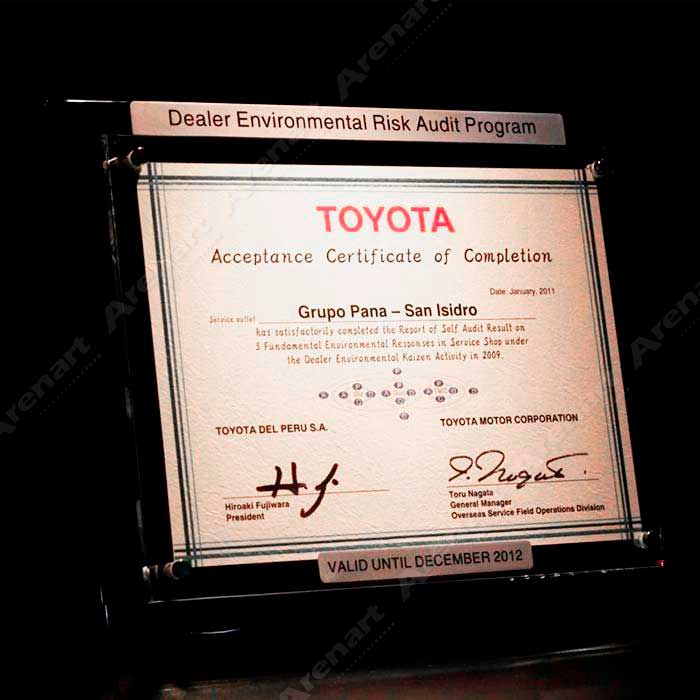 Dealer Environmental Risk Audit Program
TOYOTA
Acceptance Certificate of Completion
Date: January, 2011
Service outlet Grupo Pana – San Isidro
has satisfactorily completed the Report of Self Audit Result on
5 Fundamental Environmental Responses in Service Shop under
the Dealer Environmental Kaizen Activity in 2009.
TOYOTA DEL PERU S.A.
TOYOTA MOTOR CORPORATION
Hiroaki Fujiwara
President
Toru Nagata
General Manager
Overseas Service Field Operations Division
VALID UNTIL DECEMBER 2012
Arenart
Arenart
Arenart
Arenart
Arenart